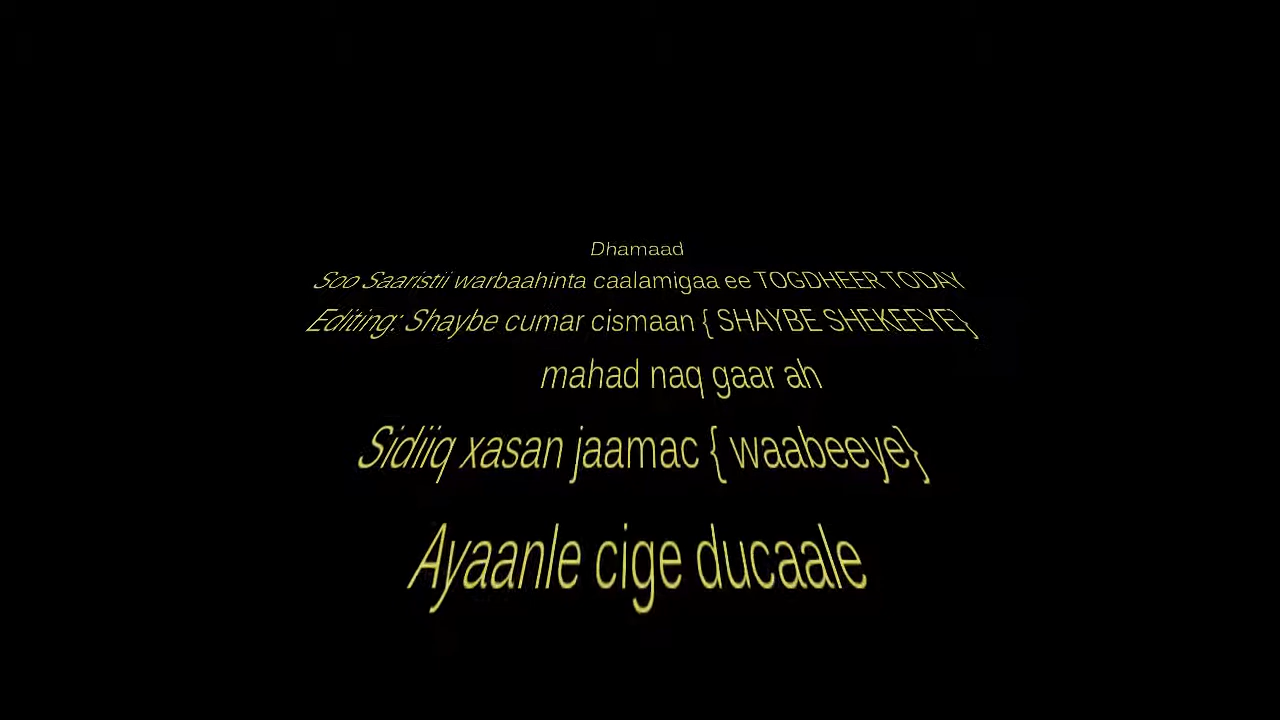 Dhamaad
Soo Saaristii warbaahinta caalamigaa ee TOGDHEER TODAY
Editing: Shaybe cumar cismaan { SHAYBE SHEKEEYE}
mahad naq gaar ah
Sidiiq xasan jaamac { waabeeye}
Ayaanle cige ducaale